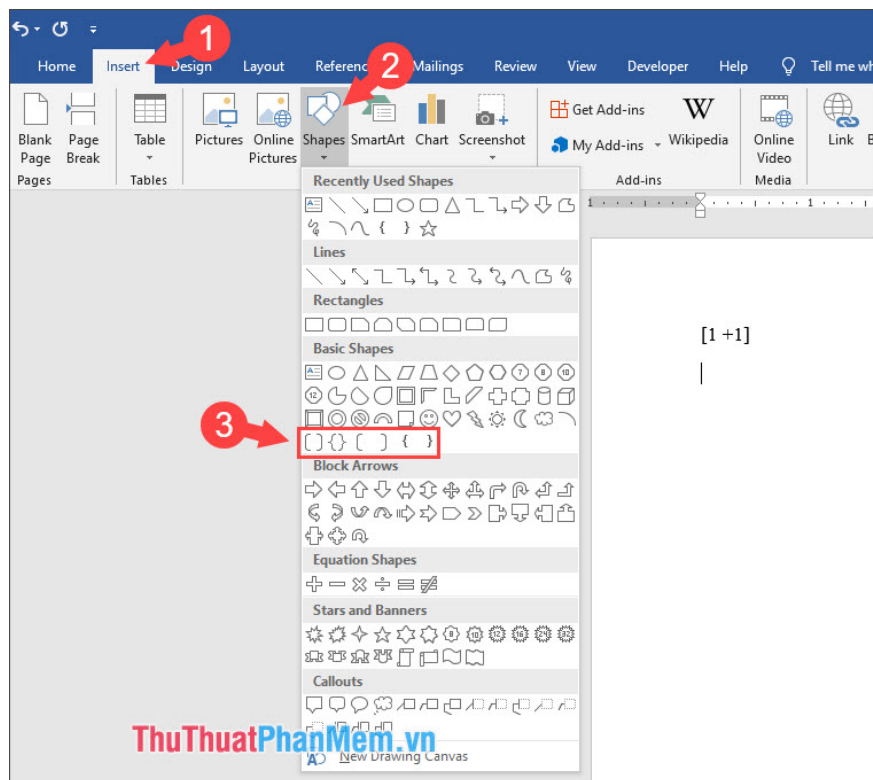 1
Home Insert Design Layout Mailings Review View Developer Help Tell me
2
Blank Page
Page Break
Table
Pictures
Online Pictures
Shapes
SmartArt
Chart
Screenshot
Get Add-ins
My Add-ins
Wikipedia
Online Video
Link
Pages
Tables
Add-ins
Media
Recently Used Shapes
1 1
Lines
Rectangles
[1 +1]
Basic Shapes
3
Block Arrows
Equation Shapes
Stars and Banners
Callouts
ThuThuatPhanMem.vn
New Drawing Canvas